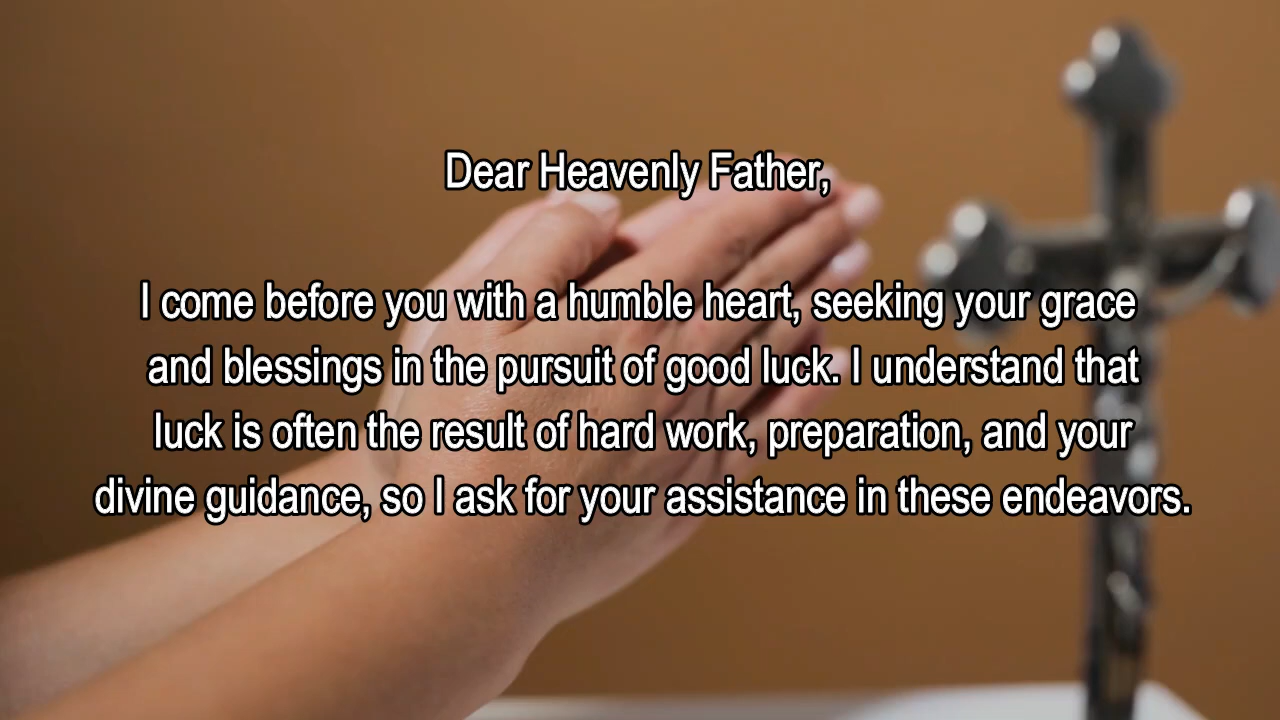 Dear Heavenly Father,
I come before you with a humble heart, seeking your grace
and blessings in the pursuit of good luck. I understand that
luck is often the result of hard work, preparation, and your
divine guidance, so I ask for your assistance in these endeavors.